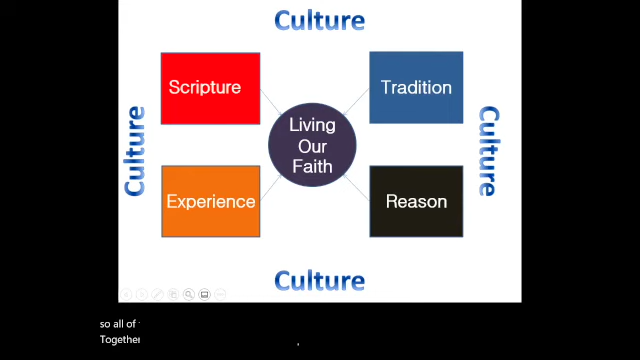 Culture
Scripture
Tradition
Culture
Living
Our
Faith
Culture
Experience
Reason
Culture
so all of
Together